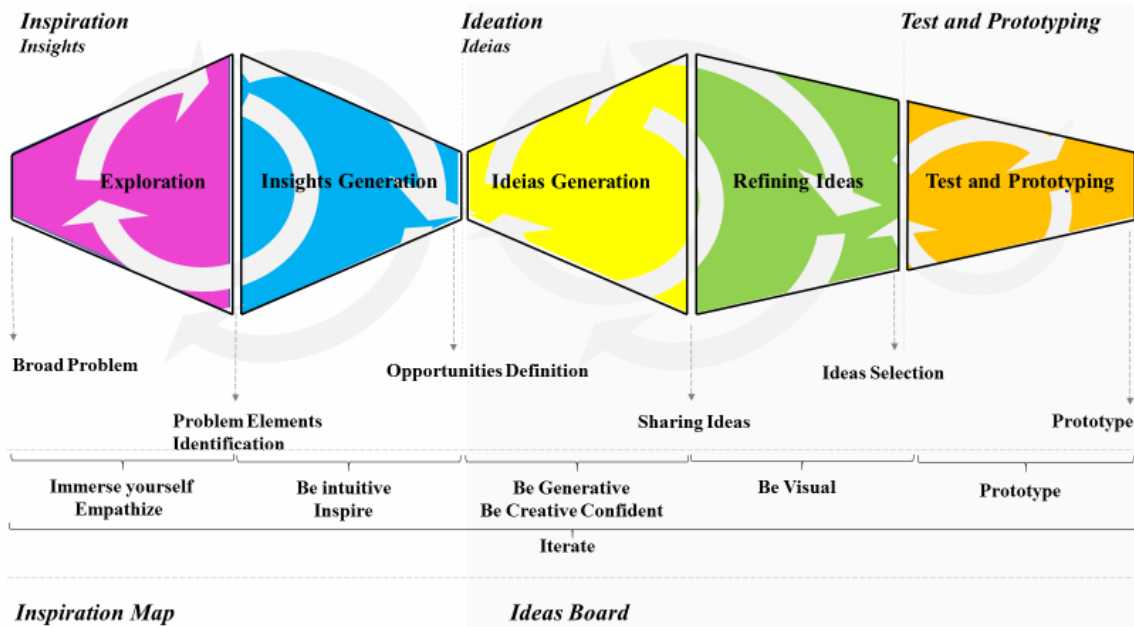 Inspiration
Insights
Ideation
Ideias
Test and Prototyping
Exploration
Insights Generation
Ideias Generation
Refining Ideas
Test and Prototyping
Broad Problem
Opportunities Definition
Ideas Selection
Problem Elements
Identification
Sharing Ideas
Prototype
Immerse yourself
Empathize
Be intuitive
Inspire
Be Generative
Be Creative Confident
Be Visual
Prototype
Iterate
Inspiration Map
Ideas Board